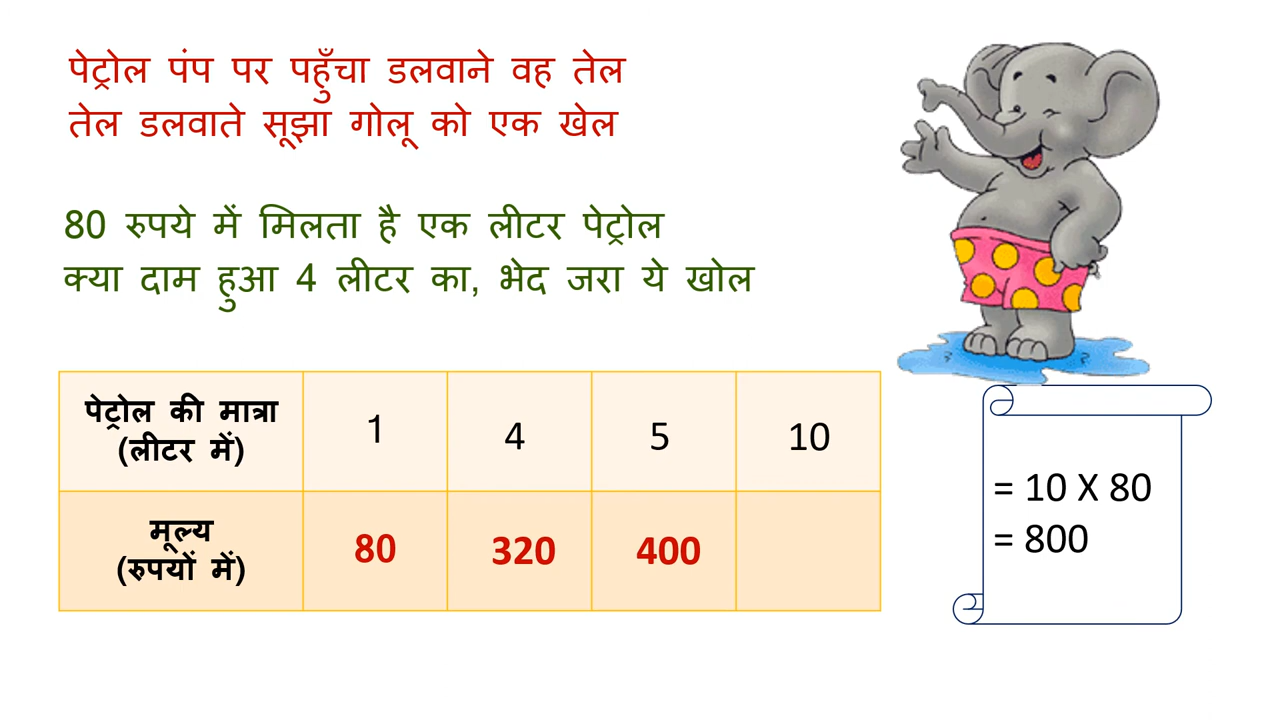 पेट्रोल पंप पर पहुँचा डलवाने वह तेल
तेल डलवाते सूझा गोलू को एक खेल
80 रुपये में मिलता है एक लीटर पेट्रोल
क्या दाम हुआ 4 लीटर का, भेद जरा ये खोल
पेट्रोल की मात्रा
(लीटर में)
1
4
5
10
मूल्य
(रुपयों में)
80
320
400
= 10 X 80
= 800